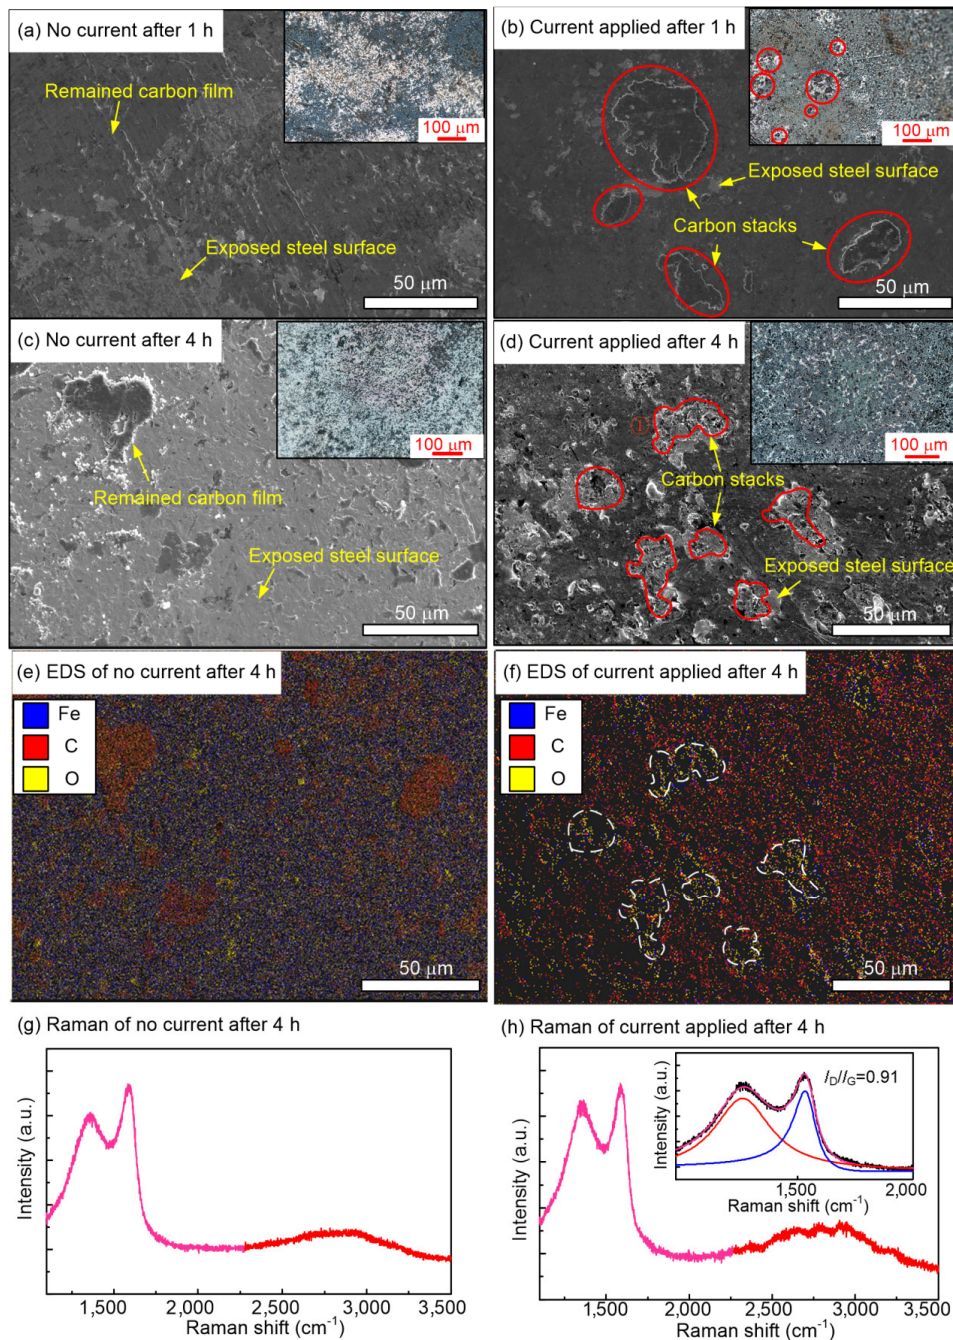 (a) No current after 1 h
Remained carbon film
100 μm
Exposed steel surface
50 μm
(b) Current applied after 1 h
100 μm
Exposed steel surface
Carbon stacks
50 μm
(c) No current after 4 h
100 μm
Remained carbon film
Exposed steel surface
50 μm
(d) Current applied after 4 h
①
100 μm
Carbon stacks
Exposed steel surface
50 μm
(e) EDS of no current after 4 h
Fe
C
O
50 μm
(f) EDS of current applied after 4 h
Fe
C
O
50 μm
(g) Raman of no current after 4 h
Intensity (a.u.)
1,500 2,000 2,500 3,000 3,500
Raman shift (cm⁻¹)
(h) Raman of current applied after 4 h
Intensity (a.u.)
Intensity (a.u.)
I_D/I_G=0.91
1,500 2,000
Raman shift (cm⁻¹)
1,500 2,000 2,500 3,000 3,500
Raman shift (cm⁻¹)